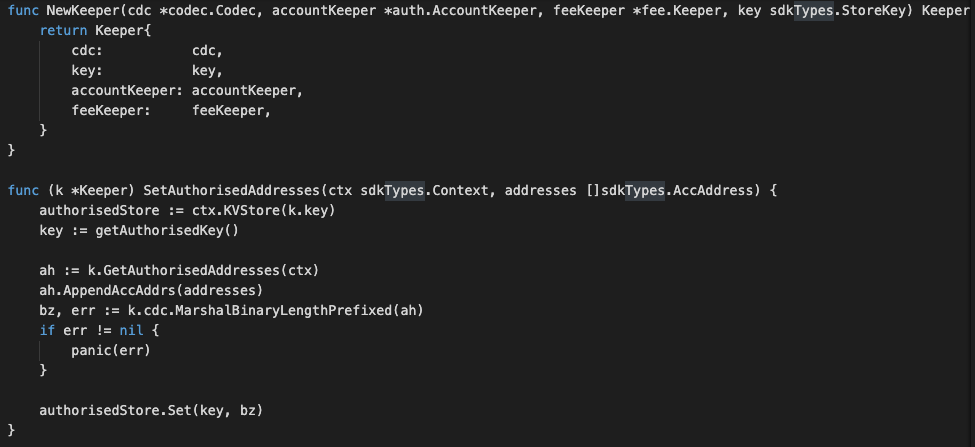 func NewKeeper(cdc *codec.Codec, accountKeeper *auth.AccountKeeper, feeKeeper *fee.Keeper, key sdkTypes.StoreKey) Keeper
    return Keeper{
        cdc:           cdc,
        key:           key,
        accountKeeper: accountKeeper,
        feeKeeper:     feeKeeper,
    }
}

func (k *Keeper) SetAuthorisedAddresses(ctx sdkTypes.Context, addresses []sdkTypes.AccAddress) {
    authorisedStore := ctx.KVStore(k.key)
    key := getAuthorisedKey()

    ah := k.GetAuthorisedAddresses(ctx)
    ah.AppendAccAddrs(addresses)
    bz, err := k.cdc.MarshalBinaryLengthPrefixed(ah)
    if err != nil {
        panic(err)
    }

    authorisedStore.Set(key, bz)
}